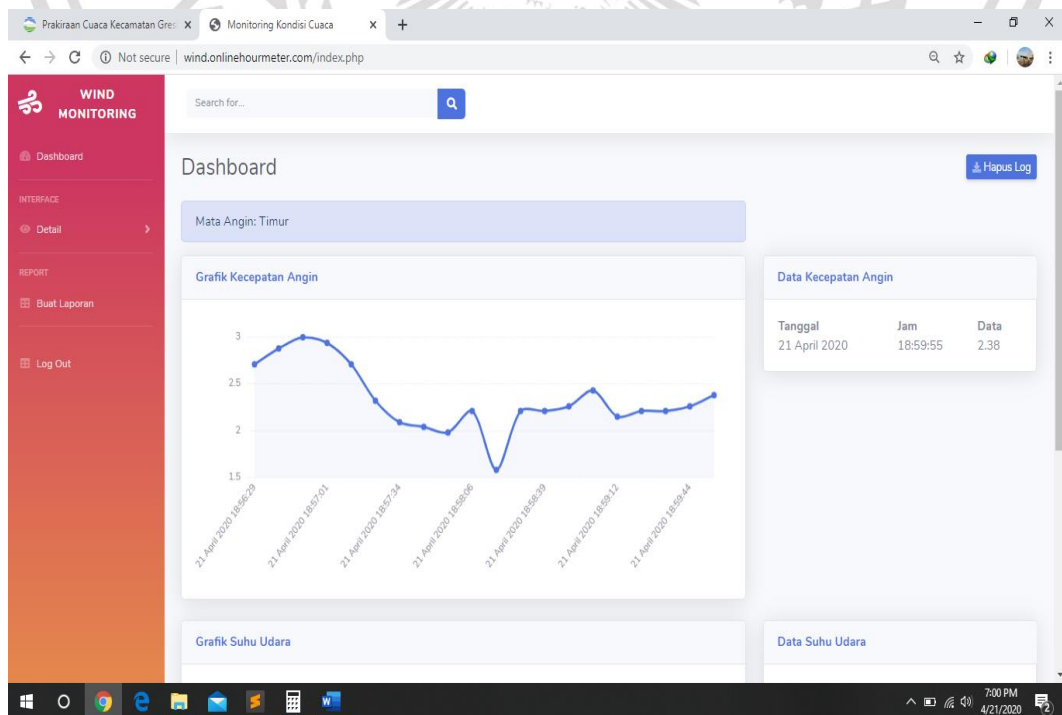 Prakiraan Cuaca Kecamatan Gres
Monitoring Kondisi Cuaca
Not secure
wind.onlinehourmeter.com/index.php
WIND
MONITORING
Search for...
Dashboard
INTERFACE
Detail
REPORT
Buat Laporan
Log Out
Dashboard
Hapus Log
Mata Angin: Timur
Grafik Kecepatan Angin
3
2.5
2
1.5
21 April 2020 18:56:29
21 April 2020 18:57:01
21 April 2020 18:57:34
21 April 2020 18:58:06
21 April 2020 18:58:39
21 April 2020 18:59:12
21 April 2020 18:59:44
Data Kecepatan Angin
Tanggal Jam Data
21 April 2020 18:59:55 2.38
Grafik Suhu Udara
Data Suhu Udara
7:00 PM
4/21/2020
2